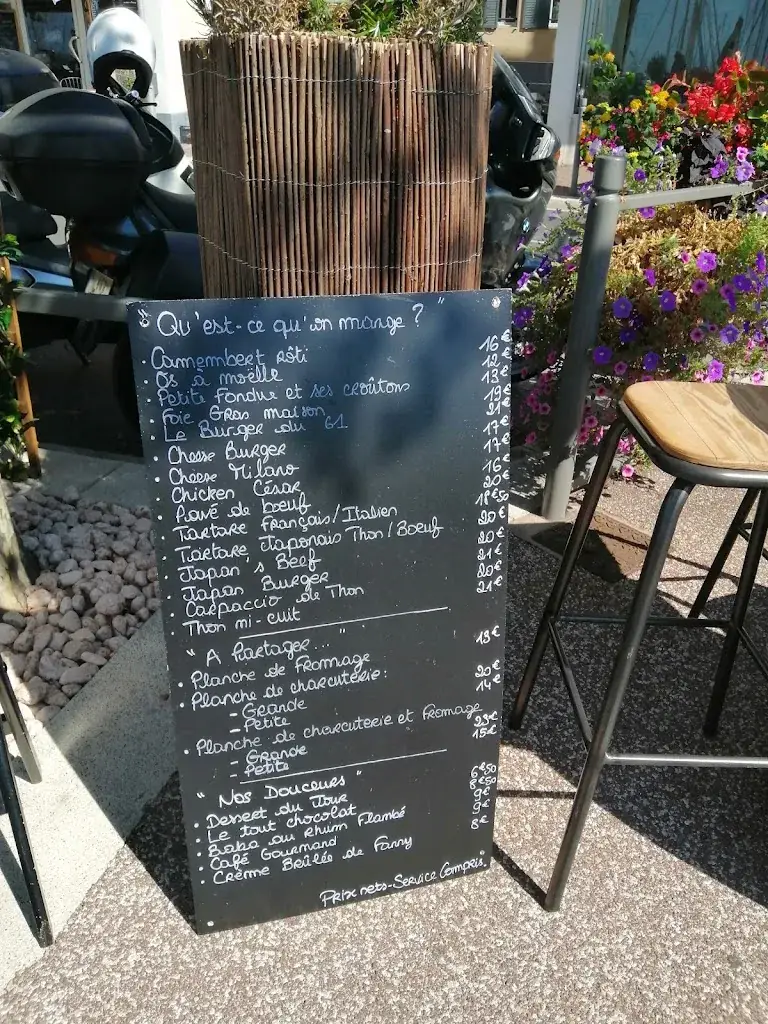 " Qu'est-ce qu'on mange ? "
. Camembert rôti 16€
. Os à moëlle 12€
. Petite Fondue et ses croûtons 13€
. Foie Gras maison 19€
. Le Burger du 61 21€
. Cheese Burger 17€
. Cheese Milano 17€
. Chicken César 16€
. Pavé de boeuf 20€
. Tartare Français/Italien 18€50
. Tartare Japonais Thon/Boeuf 20€
. Japan's Beef 20€
. Japan Burger 21€
. Carpaccio de Thon 20€
. Thon mi-cuit 21€
" A Partager... "
. Planche de Fromage 13€
. Planche de charcuterie :
- Grande 20€
- Petite 14€
. Planche de charcuterie et fromage
- Grande 23€
- Petite 15€
" Nos Douceurs "
. Dessert du Jour 6€50
. Le tout chocolat 8€50
. Baba au Rhum Flambé 9€
. Café Gourmand 9€
. Crème Brûlée de Fanny 8€
Prix nets-Service Compris.